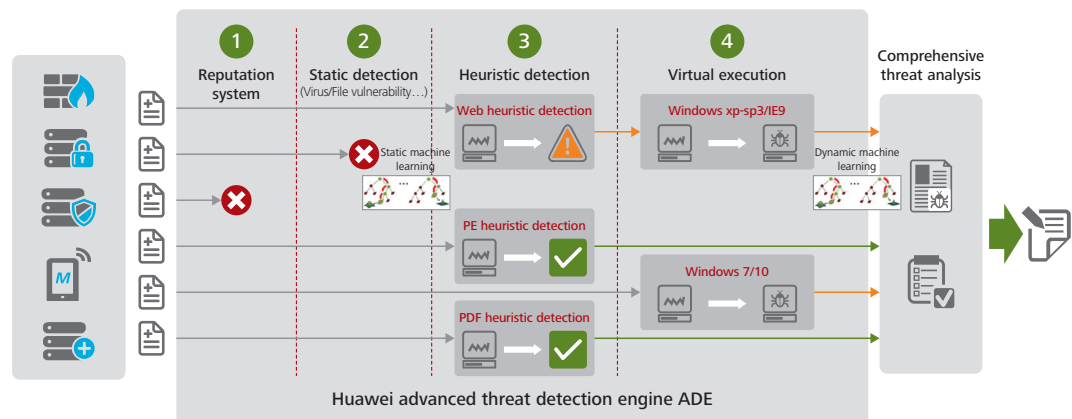 1
Reputation
system
2
Static detection
(Virus/File vulnerability…)
3
Heuristic detection
4
Virtual execution
Comprehensive
threat analysis
Web heuristic detection
Windows xp-sp3/IE9
Static machine
learning
...
Dynamic machine
learning
...
PE heuristic detection
M
Windows 7/10
PDF heuristic detection
Huawei advanced threat detection engine ADE